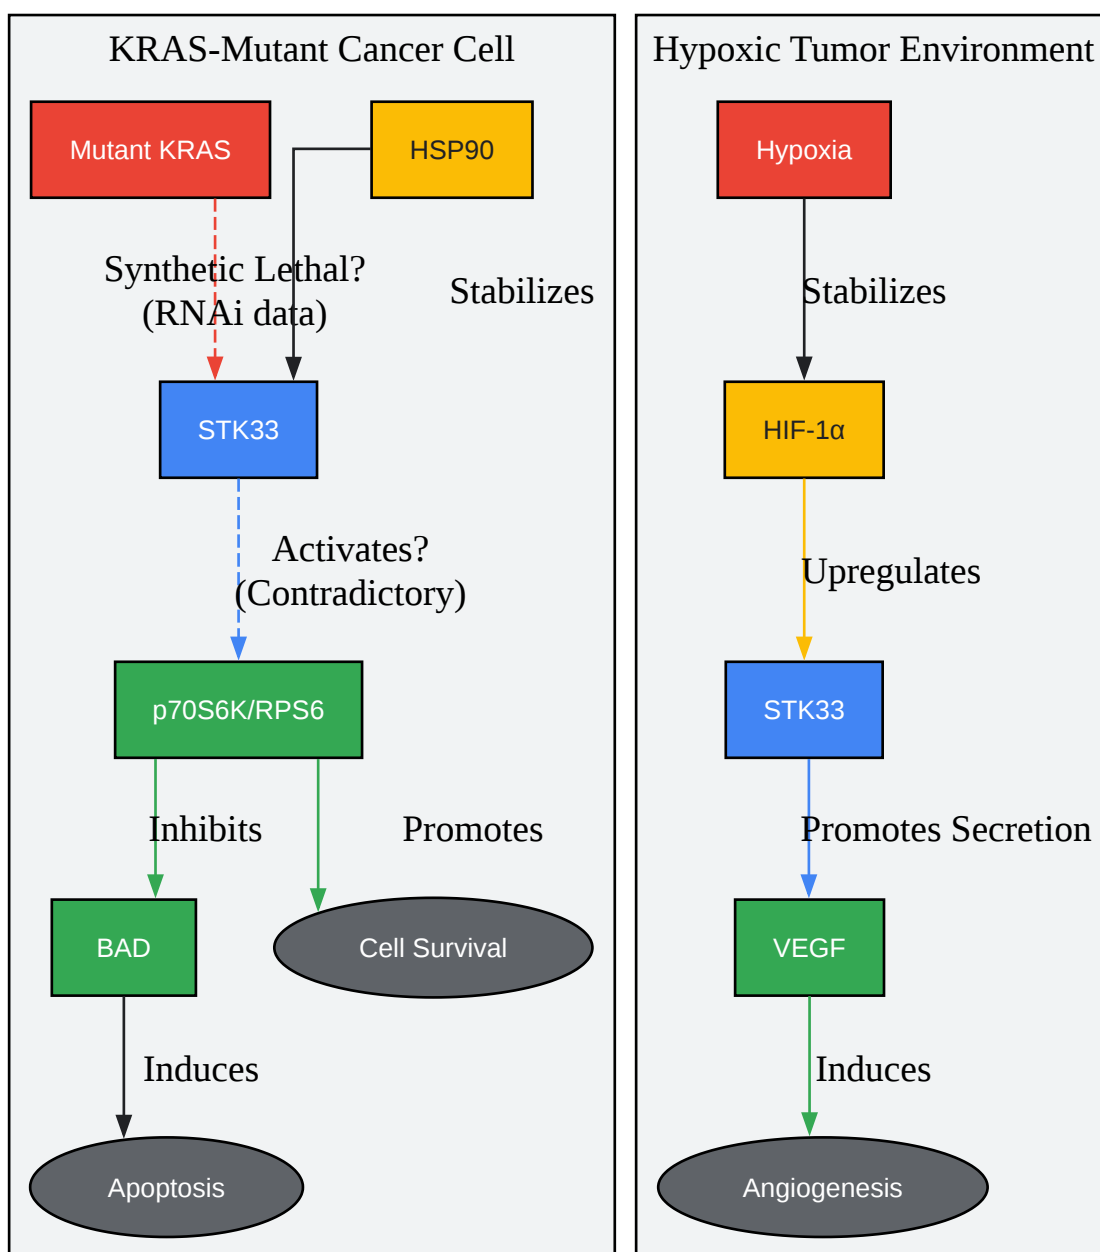 KRAS-Mutant Cancer Cell
Mutant KRAS
HSP90
Synthetic Lethal?
(RNAi data)
Stabilizes
STK33
Activates?
(Contradictory)
p70S6K/RPS6
Inhibits
Promotes
BAD
Cell Survival
Induces
Apoptosis
Hypoxic Tumor Environment
Hypoxia
Stabilizes
HIF-1α
Upregulates
STK33
Promotes Secretion
VEGF
Induces
Angiogenesis